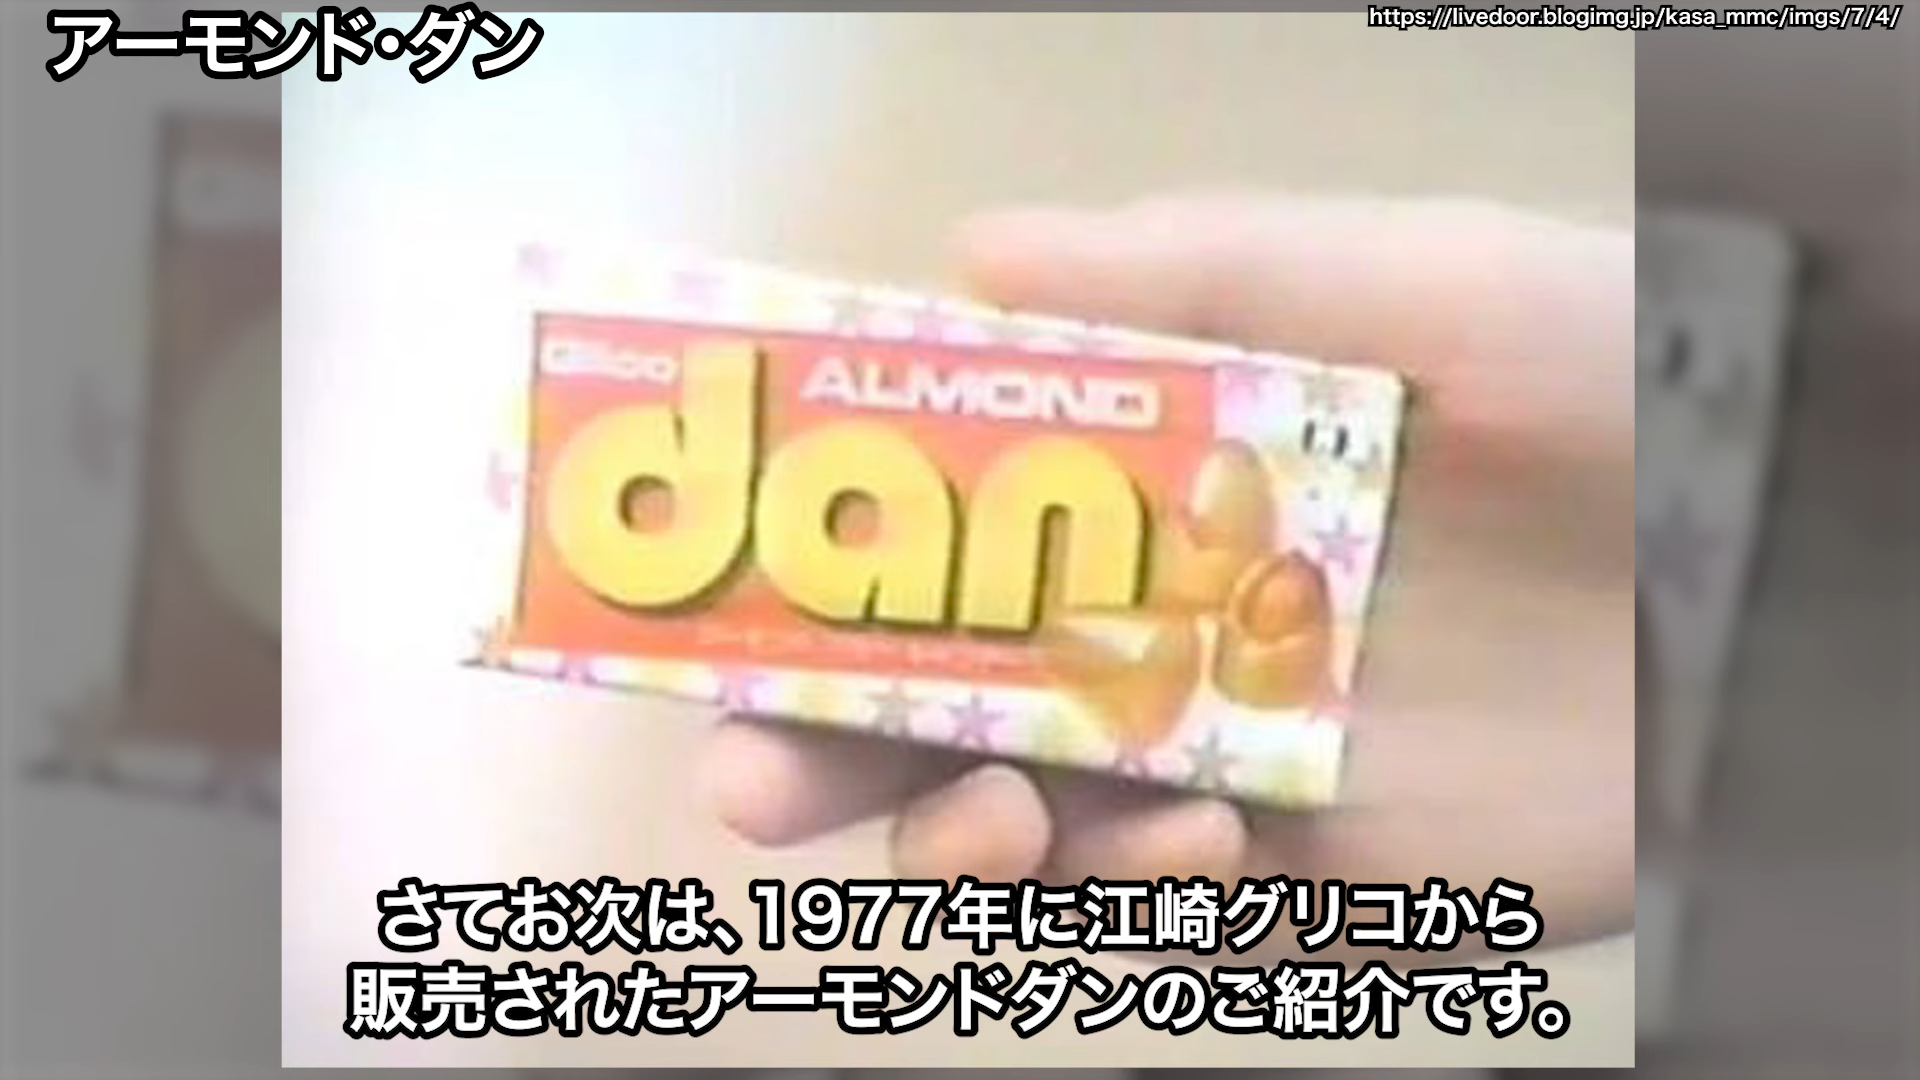 アーモンド・ダン
https://livedoor.blogimg.jp/kasa_mmc/imgs/7/4/
Glico
ALMOND
dan
さてお次は、1977年に江崎グリコから
販売されたアーモンドダンのご紹介です。